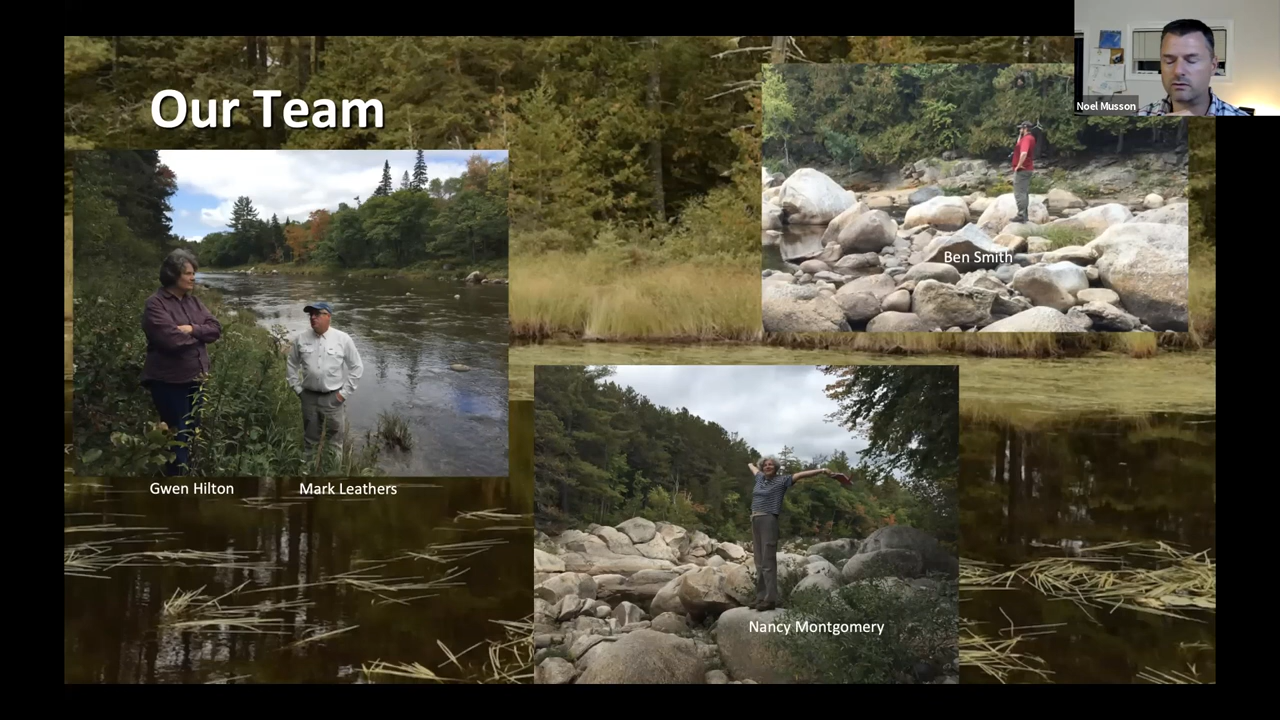 Our Team
Noel Musson
Ben Smith
Gwen Hilton
Mark Leathers
Nancy Montgomery